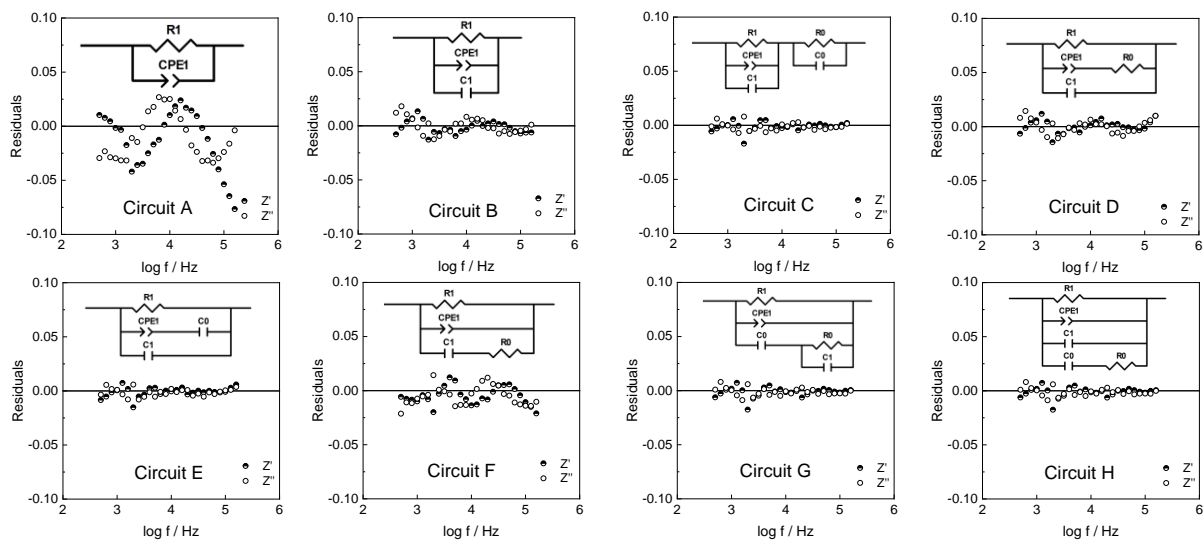 R1
CPE1
0.10
0.05
0.00
-0.05
-0.10
Residuals
Circuit A
Z'
Z"
2 3 4 5 6
log f / Hz
R1
CPE1
C1
0.10
0.05
0.00
-0.05
-0.10
Residuals
Circuit B
Z'
Z"
2 3 4 5 6
log f / Hz
R1
CPE1
C1
R0
C0
0.10
0.05
0.00
-0.05
-0.10
Residuals
Circuit C
Z'
Z"
2 3 4 5 6
log f / Hz
R1
CPE1
R0
C1
0.10
0.05
0.00
-0.05
-0.10
Residuals
Circuit D
Z'
Z"
2 3 4 5 6
log f / Hz
R1
CPE1
C0
C1
0.10
0.05
0.00
-0.05
-0.10
Residuals
Circuit E
Z'
Z"
2 3 4 5 6
log f / Hz
R1
CPE1
C1
R0
0.10
0.05
0.00
-0.05
-0.10
Residuals
Circuit F
Z'
Z"
2 3 4 5 6
log f / Hz
R1
CPE1
C0
R0
C1
0.10
0.05
0.00
-0.05
-0.10
Residuals
Circuit G
Z'
Z"
2 3 4 5 6
log f / Hz
R1
CPE1
C1
C0
R0
0.10
0.05
0.00
-0.05
-0.10
Residuals
Circuit H
Z'
Z"
2 3 4 5 6
log f / Hz